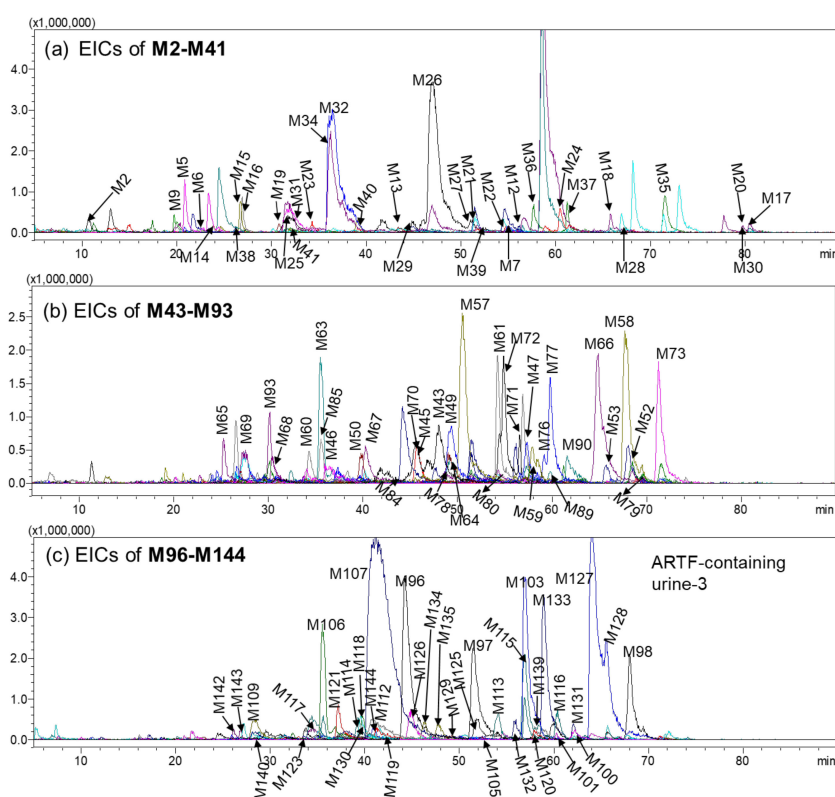 (x1,000,000)
(a) EICs of M2-M41
4.0
3.0
2.0
1.0
0.0
M2
M9
M5
M6
M14
M15
M16
M38
M19
M25
M31
M41
M23
M34
M32
M40
M13
M29
M26
M27
M21
M39
M22
M7
M12
M36
M24
M37
M18
M28
M35
M20
M30
M17
10 20 30 40 50 60 70 80 min
(x1,000,000)
(b) EICs of M43-M93
2.5
2.0
1.5
1.0
0.5
0.0
M65
M69
M93
M68
M60
M63
M85
M46
M50
M67
M84
M70
M45
M43
M78
M49
M64
M57
M80
M61
M72
M71
M47
M59
M76
M77
M89
M90
M66
M53
M58
M79
M52
M73
10 20 30 40 50 60 70 80 min
(x1,000,000)
(c) EICs of M96-M144
ARTF-containing
urine-3
4.0
3.0
2.0
1.0
0.0
M142
M143
M109
M140
M123
M117
M106
M121
M130
M114
M118
M107
M144
M112
M119
M96
M126
M134
M135
M129
M125
M97
M105
M113
M115
M103
M132
M139
M120
M133
M116
M101
M131
M100
M127
M128
M98
10 20 30 40 50 60 70 80 min